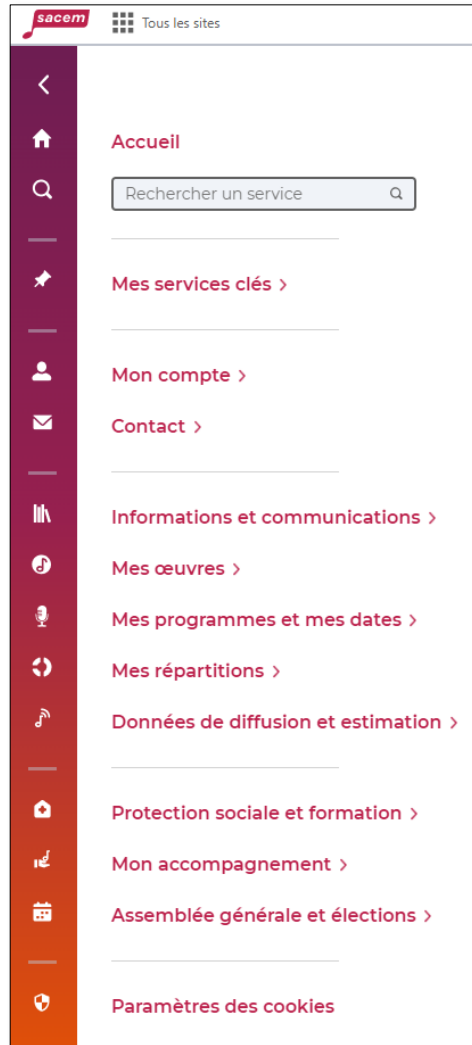 sacem
Tous les sites
Accueil
Rechercher un service
Mes services clés >
Mon compte >
Contact >
Informations et communications >
Mes œuvres >
Mes programmes et mes dates >
Mes répartitions >
Données de diffusion et estimation >
Protection sociale et formation >
Mon accompagnement >
Assemblée générale et élections >
Paramètres des cookies